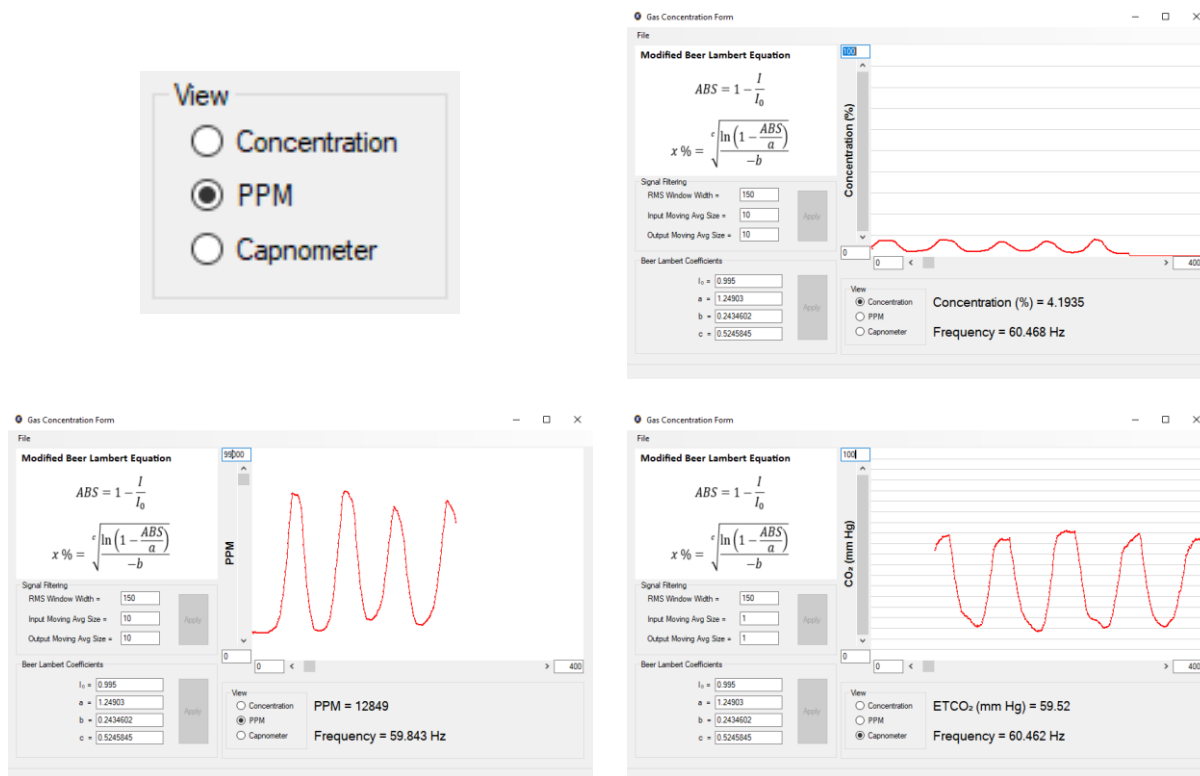 View
Concentration
PPM
Capnometer
Gas Concentration Form
File
Modified Beer Lambert Equation
ABS = 1 - I/I₀
x % = ᶜ√(ln(1 - ABS/a)/-b)
Signal Filtering
RMS Window Width = 150
Input Moving Avg Size = 10
Output Moving Avg Size = 10
Apply
Beer Lambert Coefficients
I₀ = 0.995
a = 1.24903
b = 0.2434602
c = 0.5245845
Apply
100
Concentration (%)
0
0 < > 400
View
Concentration
PPM
Capnometer
Concentration (%) = 4.1935
Frequency = 60.468 Hz
Gas Concentration Form
File
Modified Beer Lambert Equation
ABS = 1 - I/I₀
x % = ᶜ√(ln(1 - ABS/a)/-b)
Signal Filtering
RMS Window Width = 150
Input Moving Avg Size = 10
Output Moving Avg Size = 10
Apply
Beer Lambert Coefficients
I₀ = 0.995
a = 1.24903
b = 0.2434602
c = 0.5245845
Apply
99000
PPM
0
0 < > 400
View
Concentration
PPM
Capnometer
PPM = 12849
Frequency = 59.843 Hz
Gas Concentration Form
File
Modified Beer Lambert Equation
ABS = 1 - I/I₀
x % = ᶜ√(ln(1 - ABS/a)/-b)
Signal Filtering
RMS Window Width = 150
Input Moving Avg Size = 1
Output Moving Avg Size = 1
Apply
Beer Lambert Coefficients
I₀ = 0.995
a = 1.24903
b = 0.2434602
c = 0.5245845
Apply
100
CO₂ (mm Hg)
0
0 < > 400
View
Concentration
PPM
Capnometer
ETCO₂ (mm Hg) = 59.52
Frequency = 60.462 Hz